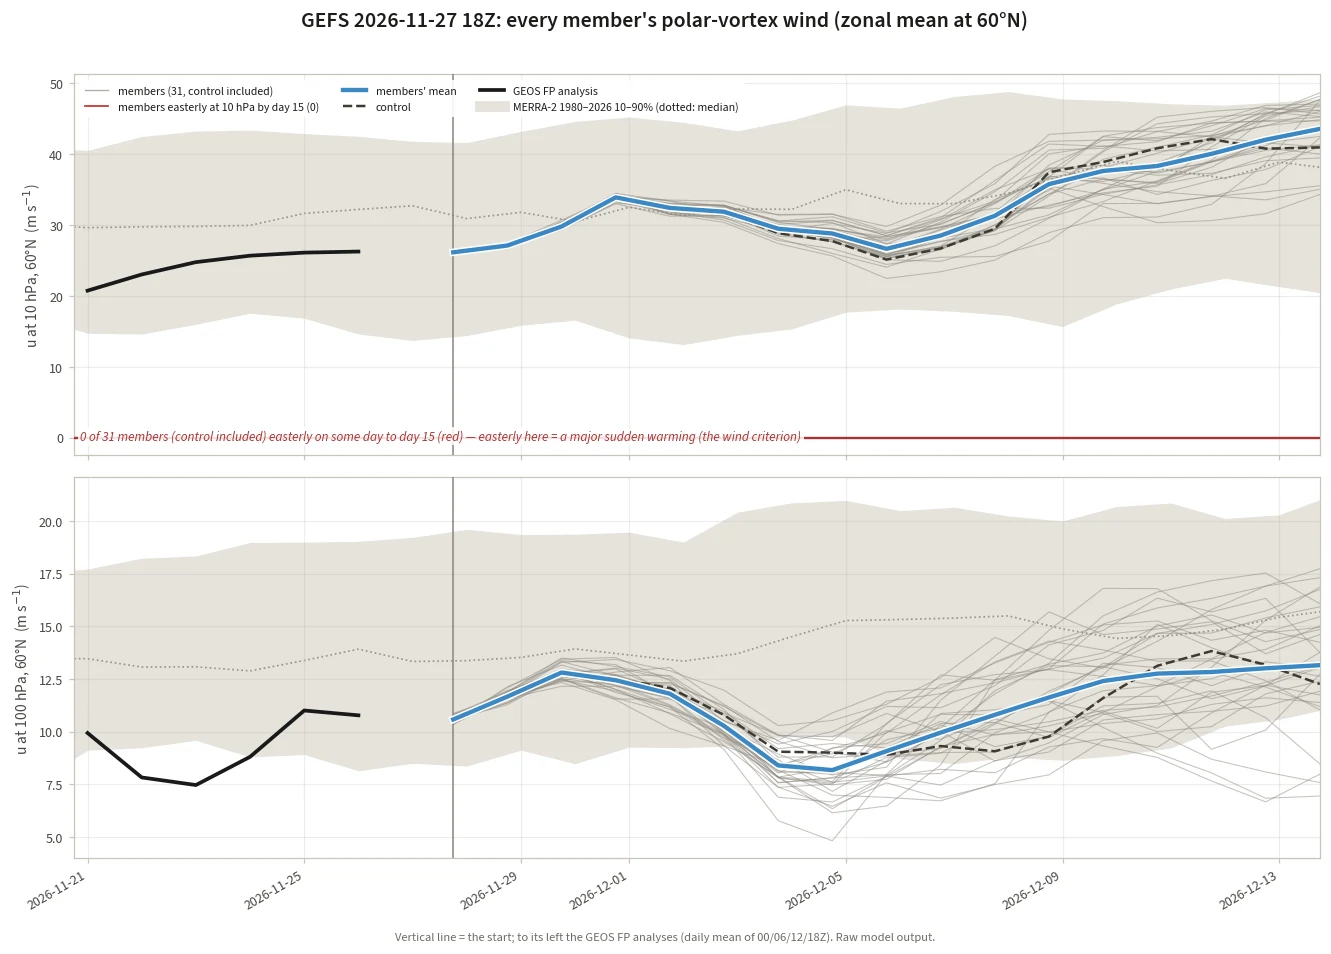 GEFS 2026-11-27 18Z: every member's polar-vortex wind (zonal mean at 60°N)
members (31, control included)
members easterly at 10 hPa by day 15 (0)
members' mean
control
GEOS FP analysis
MERRA-2 1980–2026 10–90% (dotted: median)
u at 10 hPa, 60°N (m s⁻¹)
50
40
30
20
10
0
0 of 31 members (control included) easterly on some day to day 15 (red) — easterly here = a major sudden warming (the wind criterion)
u at 100 hPa, 60°N (m s⁻¹)
20.0
17.5
15.0
12.5
10.0
7.5
5.0
2026-11-21
2026-11-25
2026-11-29
2026-12-01
2026-12-05
2026-12-09
2026-12-13
Vertical line = the start; to its left the GEOS FP analyses (daily mean of 00/06/12/18Z). Raw model output.